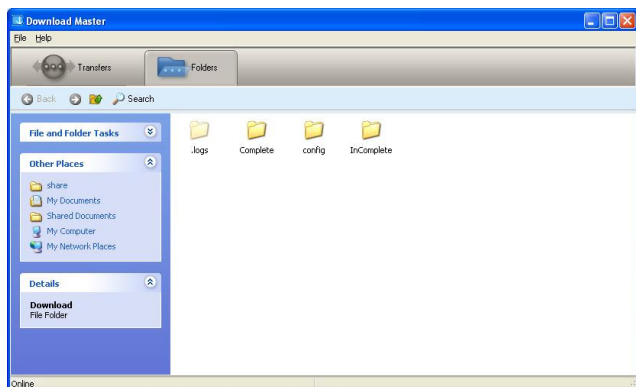 Download Master
File Help
Transfers Folders
Back Search
File and Folder Tasks
Other Places
share
My Documents
Shared Documents
My Computer
My Network Places
Details
Download
File Folder
.logs Complete config InComplete
Online